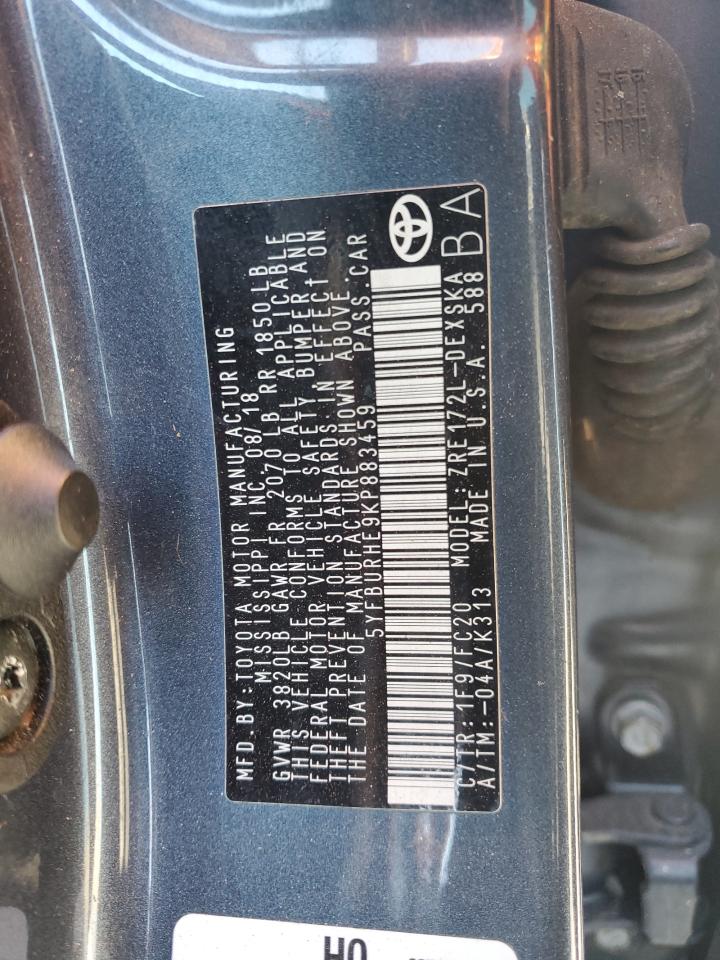 MFD.BY:TOYOTA MOTOR MANUFACTURING
MISSISSIPPI INC. 08/18
GVWR 3820LB GAWR FR 2070 LB RR 1850 LB
THIS VEHICLE CONFORMS TO ALL APPLICABLE
FEDERAL MOTOR VEHICLE SAFETY BUMPER AND
THEFT PREVENTION STANDARDS IN EFFECT ON
THE DATE OF MANUFACTURE SHOWN ABOVE.
5YFBURHE9KP883459 PASS.CAR
C/TR:1F9/FC20 MODEL:ZRE172L-DEXSKA
A/TM:-04A/K313 MADE IN U.S.A. 588
BA
HO